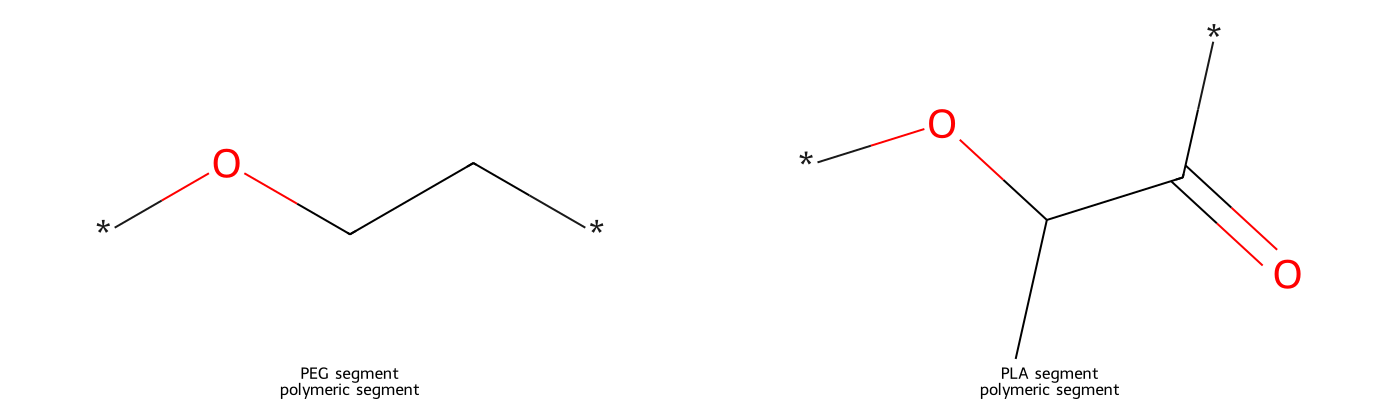 * O *
PEG segment
polymeric segment
* O * O
PLA segment
polymeric segment